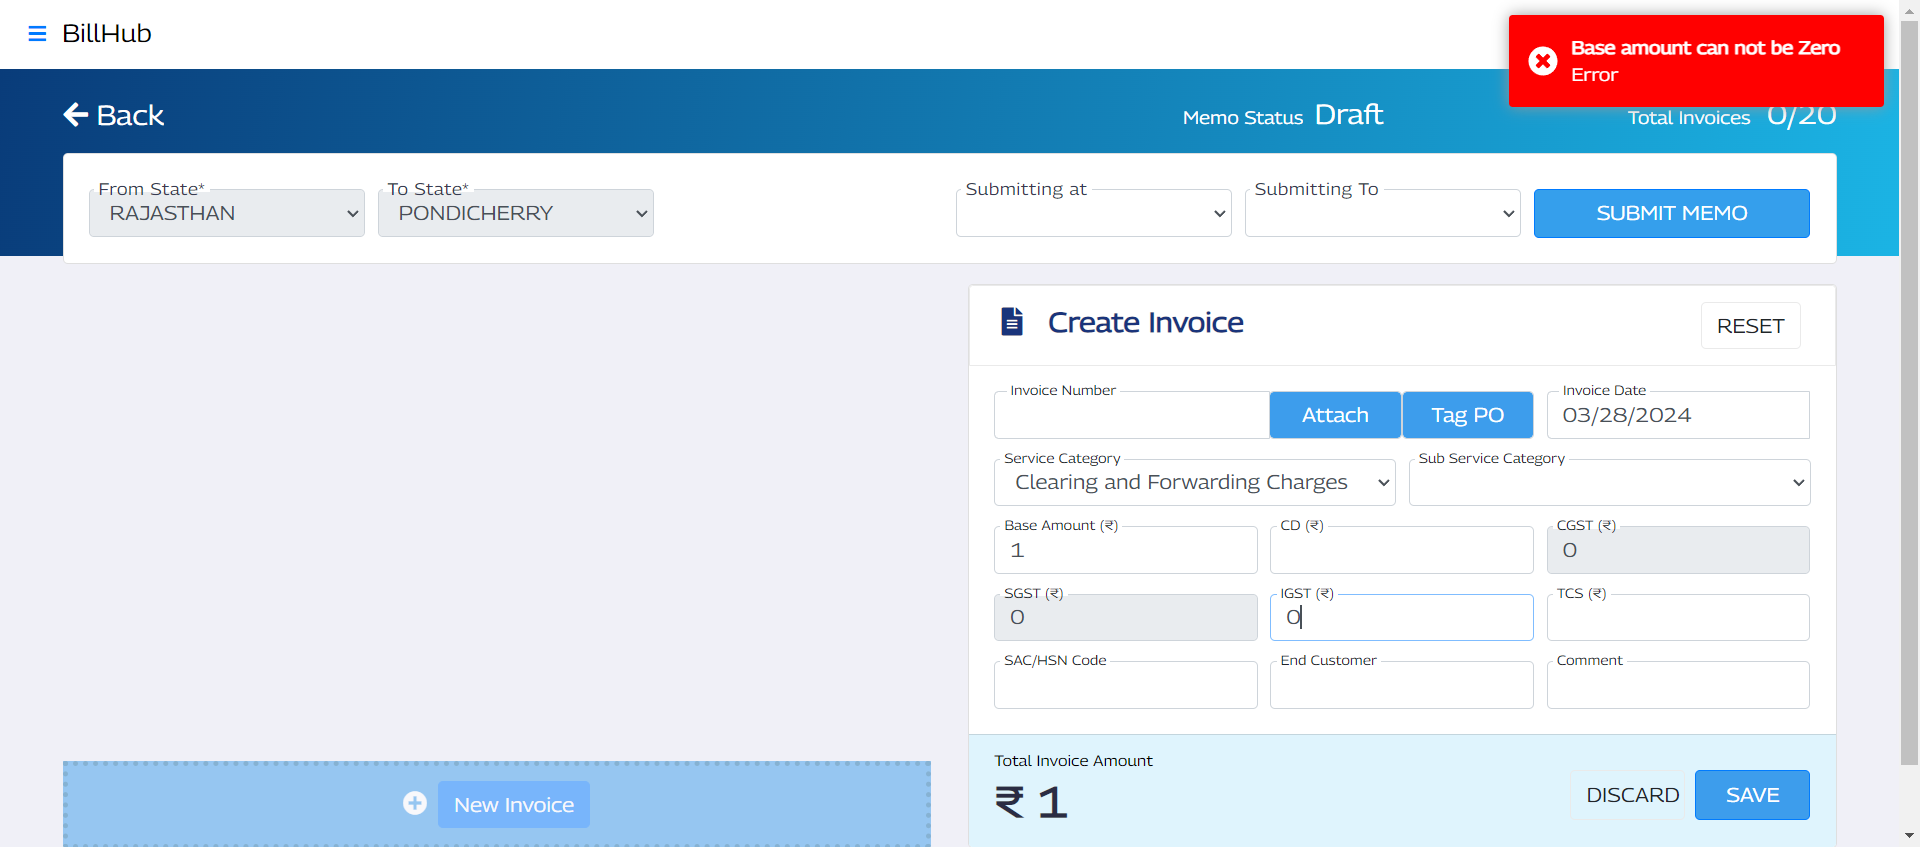 BillHub
Base amount can not be Zero
Error
Back
Memo Status Draft
Total Invoices 0/20
From State*
RAJASTHAN
To State*
PONDICHERRY
Submitting at
Submitting To
SUBMIT MEMO
Create Invoice
RESET
Invoice Number
Attach
Tag PO
Invoice Date
03/28/2024
Service Category
Clearing and Forwarding Charges
Sub Service Category
Base Amount (₹)
1
CD (₹)
CGST (₹)
0
SGST (₹)
0
IGST (₹)
0
TCS (₹)
SAC/HSN Code
End Customer
Comment
Total Invoice Amount
₹ 1
DISCARD
SAVE
New Invoice